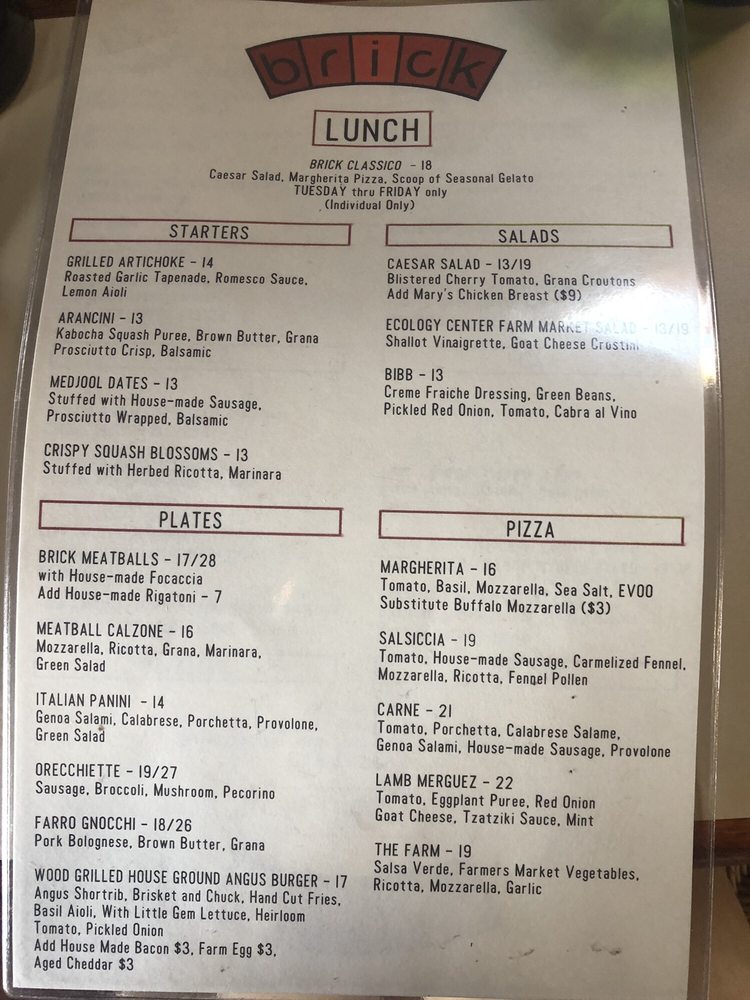 brick
LUNCH
BRICK CLASSICO - 18
Caesar Salad, Margherita Pizza, Scoop of Seasonal Gelato
TUESDAY thru FRIDAY only
(Individual Only)
STARTERS
GRILLED ARTICHOKE - 14
Roasted Garlic Tapenade, Romesco Sauce,
Lemon Aioli
ARANCINI - 13
Kabocha Squash Puree, Brown Butter, Grana
Prosciutto Crisp, Balsamic
MEDJOOL DATES - 13
Stuffed with House-made Sausage,
Prosciutto Wrapped, Balsamic
CRISPY SQUASH BLOSSOMS - 13
Stuffed with Herbed Ricotta, Marinara
SALADS
CAESAR SALAD - 13/19
Blistered Cherry Tomato, Grana Croutons
Add Mary's Chicken Breast ($9)
ECOLOGY CENTER FARM MARKET SALAD - 13/19
Shallot Vinaigrette, Goat Cheese Crostini
BIBB - 13
Creme Fraiche Dressing, Green Beans,
Pickled Red Onion, Tomato, Cabra al Vino
PLATES
BRICK MEATBALLS - 17/28
with House-made Focaccia
Add House-made Rigatoni - 7
MEATBALL CALZONE - 16
Mozzarella, Ricotta, Grana, Marinara,
Green Salad
ITALIAN PANINI - 14
Genoa Salami, Calabrese, Porchetta, Provolone,
Green Salad
ORECCHIETTE - 19/27
Sausage, Broccoli, Mushroom, Pecorino
FARRO GNOCCHI - 18/26
Pork Bolognese, Brown Butter, Grana
WOOD GRILLED HOUSE GROUND ANGUS BURGER - 17
Angus Shortrib, Brisket and Chuck, Hand Cut Fries,
Basil Aioli, With Little Gem Lettuce, Heirloom
Tomato, Pickled Onion
Add House Made Bacon $3, Farm Egg $3,
Aged Cheddar $3
PIZZA
MARGHERITA - 16
Tomato, Basil, Mozzarella, Sea Salt, EVOO
Substitute Buffalo Mozzarella ($3)
SALSICCIA - 19
Tomato, House-made Sausage, Carmelized Fennel,
Mozzarella, Ricotta, Fennel Pollen
CARNE - 21
Tomato, Porchetta, Calabrese Salame,
Genoa Salami, House-made Sausage, Provolone
LAMB MERGUEZ - 22
Tomato, Eggplant Puree, Red Onion
Goat Cheese, Tzatziki Sauce, Mint
THE FARM - 19
Salsa Verde, Farmers Market Vegetables,
Ricotta, Mozzarella, Garlic